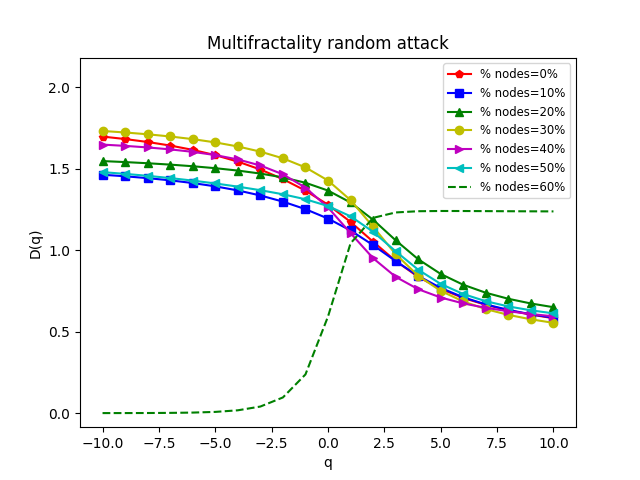 Multifractality random attack
% nodes=0%
% nodes=10%
% nodes=20%
% nodes=30%
% nodes=40%
% nodes=50%
% nodes=60%
D(q)
2.0
1.5
1.0
0.5
0.0
−10.0 −7.5 −5.0 −2.5 0.0 2.5 5.0 7.5 10.0
q